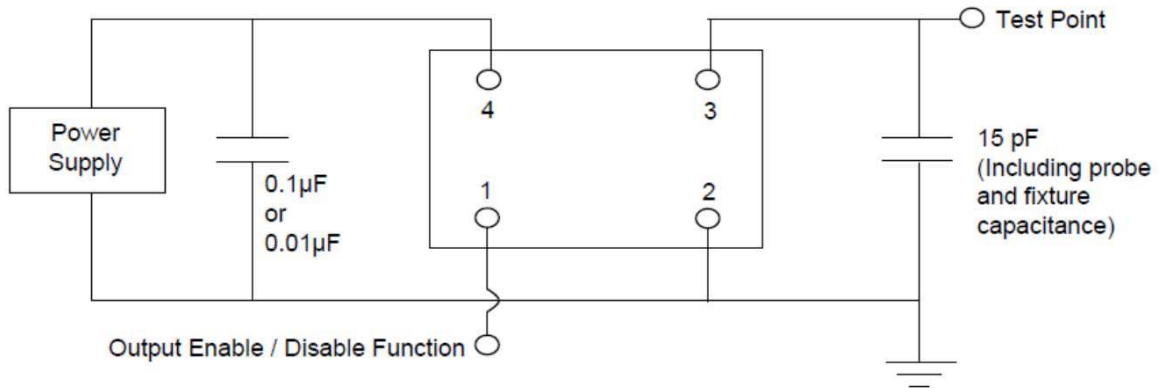 Test Point
4
3
Power
Supply
15 pF
(Including probe
and fixture
capacitance)
0.1µF
or
0.01µF
1
2
Output Enable / Disable Function